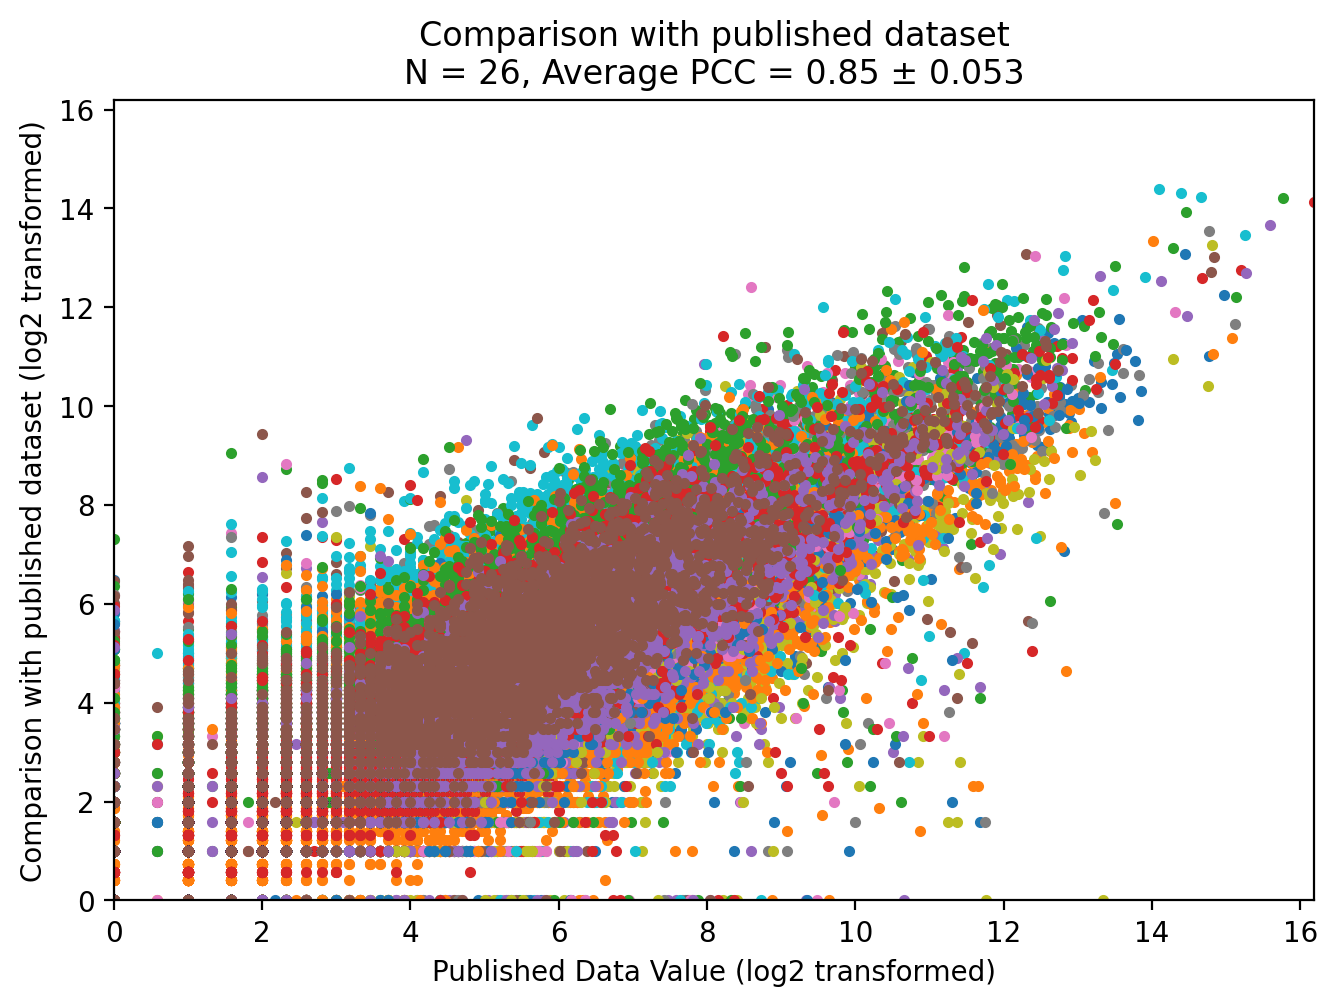 Comparison with published dataset
N = 26, Average PCC = 0.85 ± 0.053
Comparison with published dataset (log2 transformed)
16
14
12
10
8
6
4
2
0
0 2 4 6 8 10 12 14 16
Published Data Value (log2 transformed)